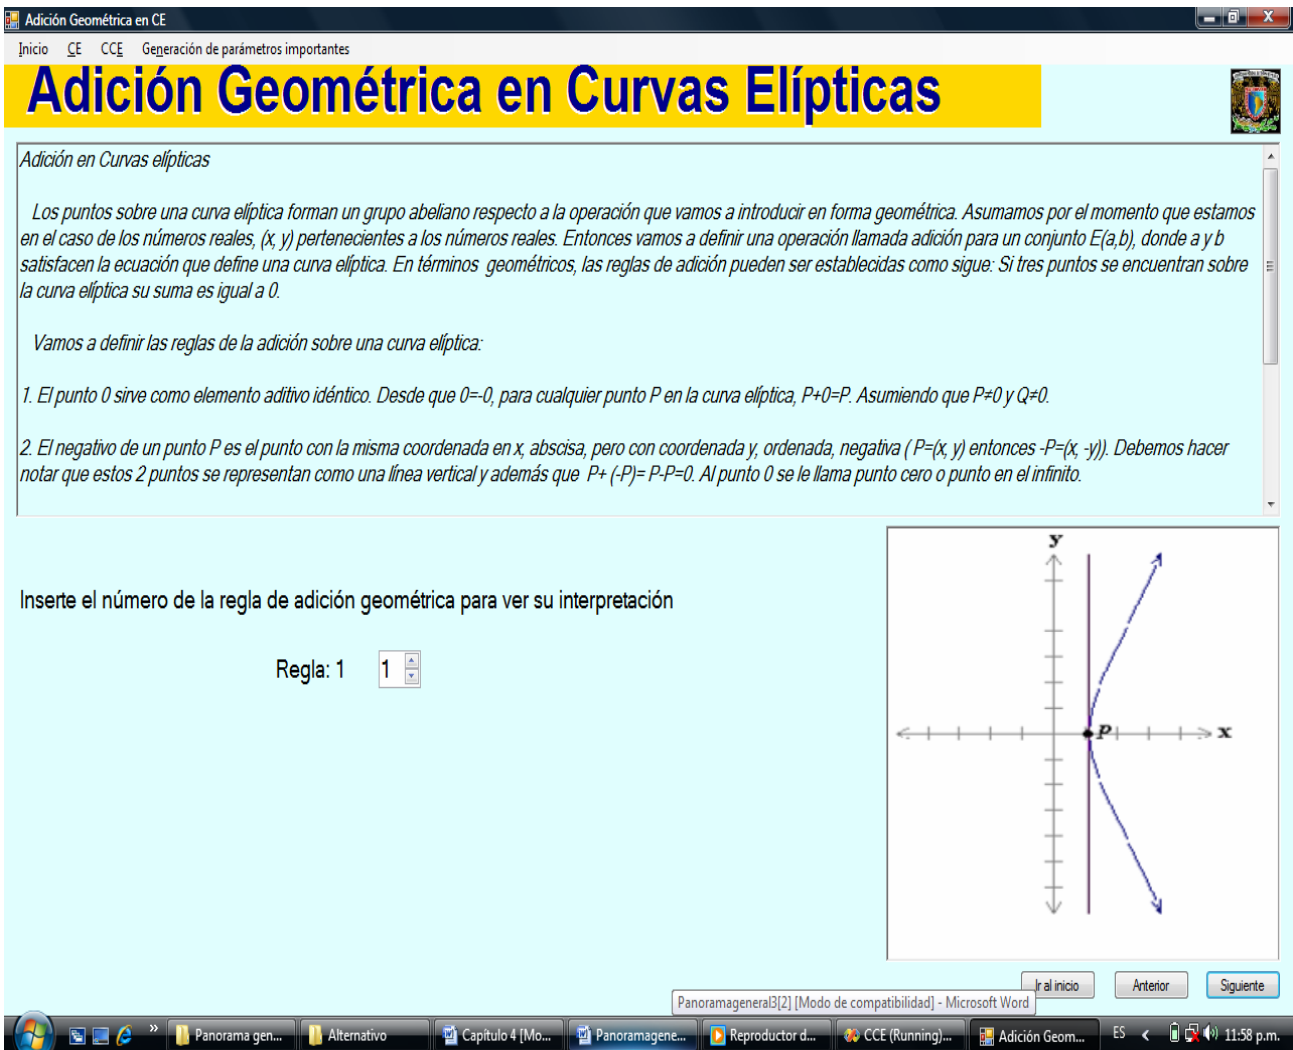 Adición Geométrica en CE
Inicio CE CCE Generación de parámetros importantes
Adición Geométrica en Curvas Elípticas
Adición en Curvas elípticas
Los puntos sobre una curva elíptica forman un grupo abeliano respecto a la operación que vamos a introducir en forma geométrica. Asumamos por el momento que estamos
en el caso de los números reales, (x, y) pertenecientes a los números reales. Entonces vamos a definir una operación llamada adición para un conjunto E(a,b), donde a y b
satisfacen la ecuación que define una curva elíptica. En términos geométricos, las reglas de adición pueden ser establecidas como sigue: Si tres puntos se encuentran sobre
la curva elíptica su suma es igual a 0.
Vamos a definir las reglas de la adición sobre una curva elíptica:
1. El punto 0 sirve como elemento aditivo idéntico. Desde que 0=-0, para cualquier punto P en la curva elíptica, P+0=P. Asumiendo que P≠0 y Q≠0.
2. El negativo de un punto P es el punto con la misma coordenada en x, abscisa, pero con coordenada y, ordenada, negativa ( P=(x, y) entonces -P=(x, -y)). Debemos hacer
notar que estos 2 puntos se representan como una línea vertical y además que P+ (-P)= P-P=0. Al punto 0 se le llama punto cero o punto en el infinito.
Inserte el número de la regla de adición geométrica para ver su interpretación
Regla: 1 1
y
P
x
Ir al inicio Anterior Siguiente
Panoramageneral3[2] [Modo de compatibilidad] - Microsoft Word
Panorama gen... Alternativo Capítulo 4 [Mo... Panoramagene... Reproductor d... CCE (Running)... Adición Geom... ES 11:58 p.m.